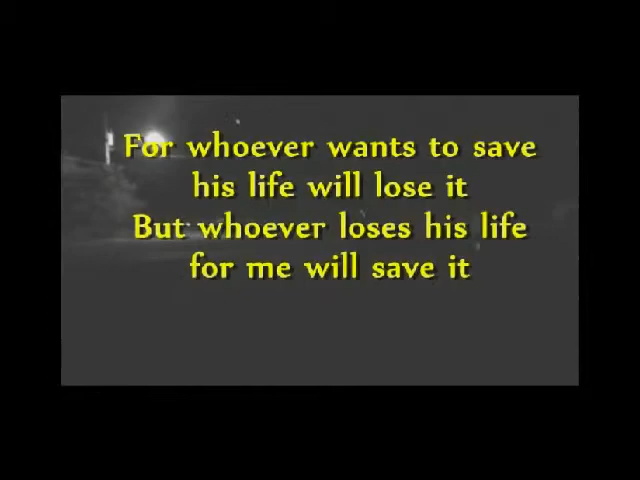 For whoever wants to save
his life will lose it
But whoever loses his life
for me will save it